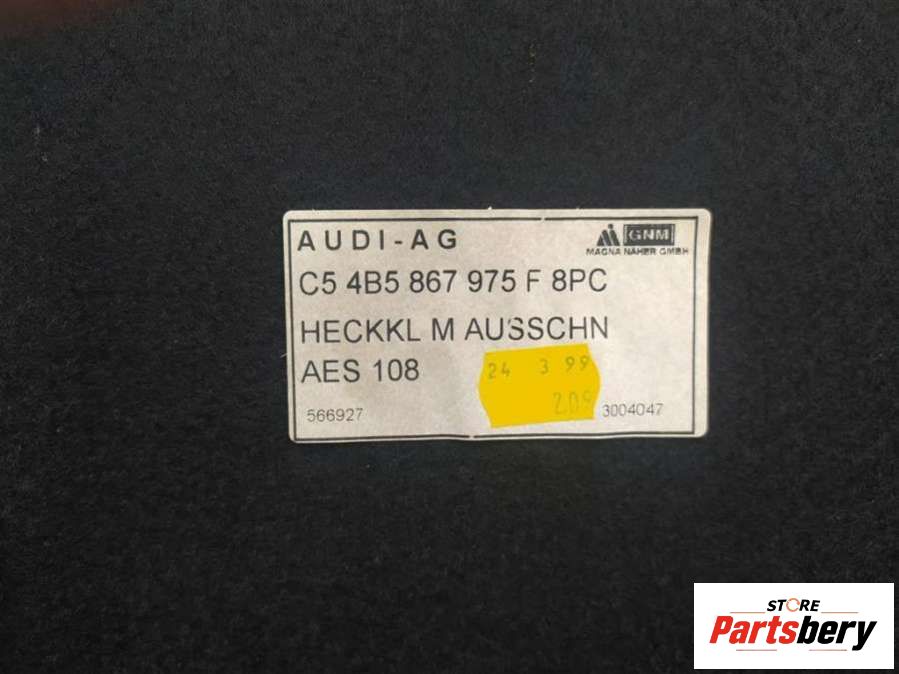 AUDI-AG
GNM
MAGNA NÄHER GMBH
C5 4B5 867 975 F 8PC
HECKKL M AUSSCHN
AES 108
24 3 99
209
566927
3004047
STORE
Partsbery